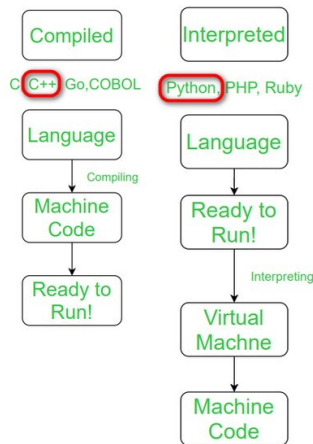 Compiled
C C++ Go,COBOL
Language
Compiling
Machine
Code
Ready to
Run!
Interpreted
Python, PHP, Ruby
Language
Ready to
Run!
Interpreting
Virtual
Machne
Machine
Code